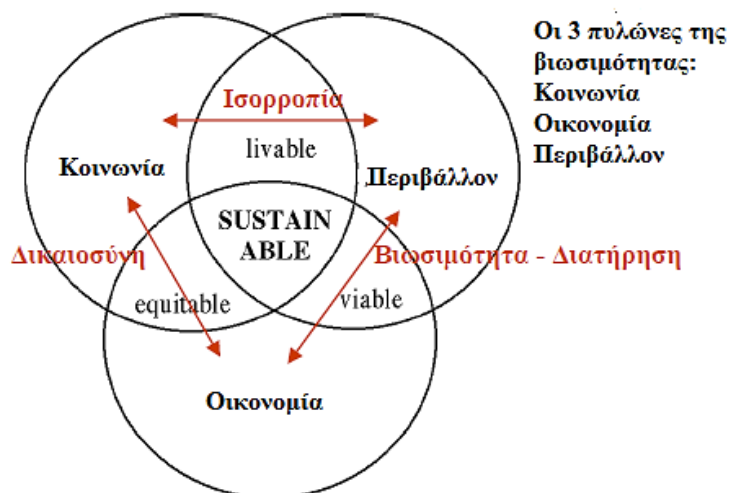 Οι 3 πυλώνες της
βιωσιμότητας:
Κοινωνία
Οικονομία
Περιβάλλον
Ισορροπία
livable
Κοινωνία
Περιβάλλον
SUSTAIN
ABLE
Δικαιοσύνη
Βιωσιμότητα - Διατήρηση
equitable
viable
Οικονομία